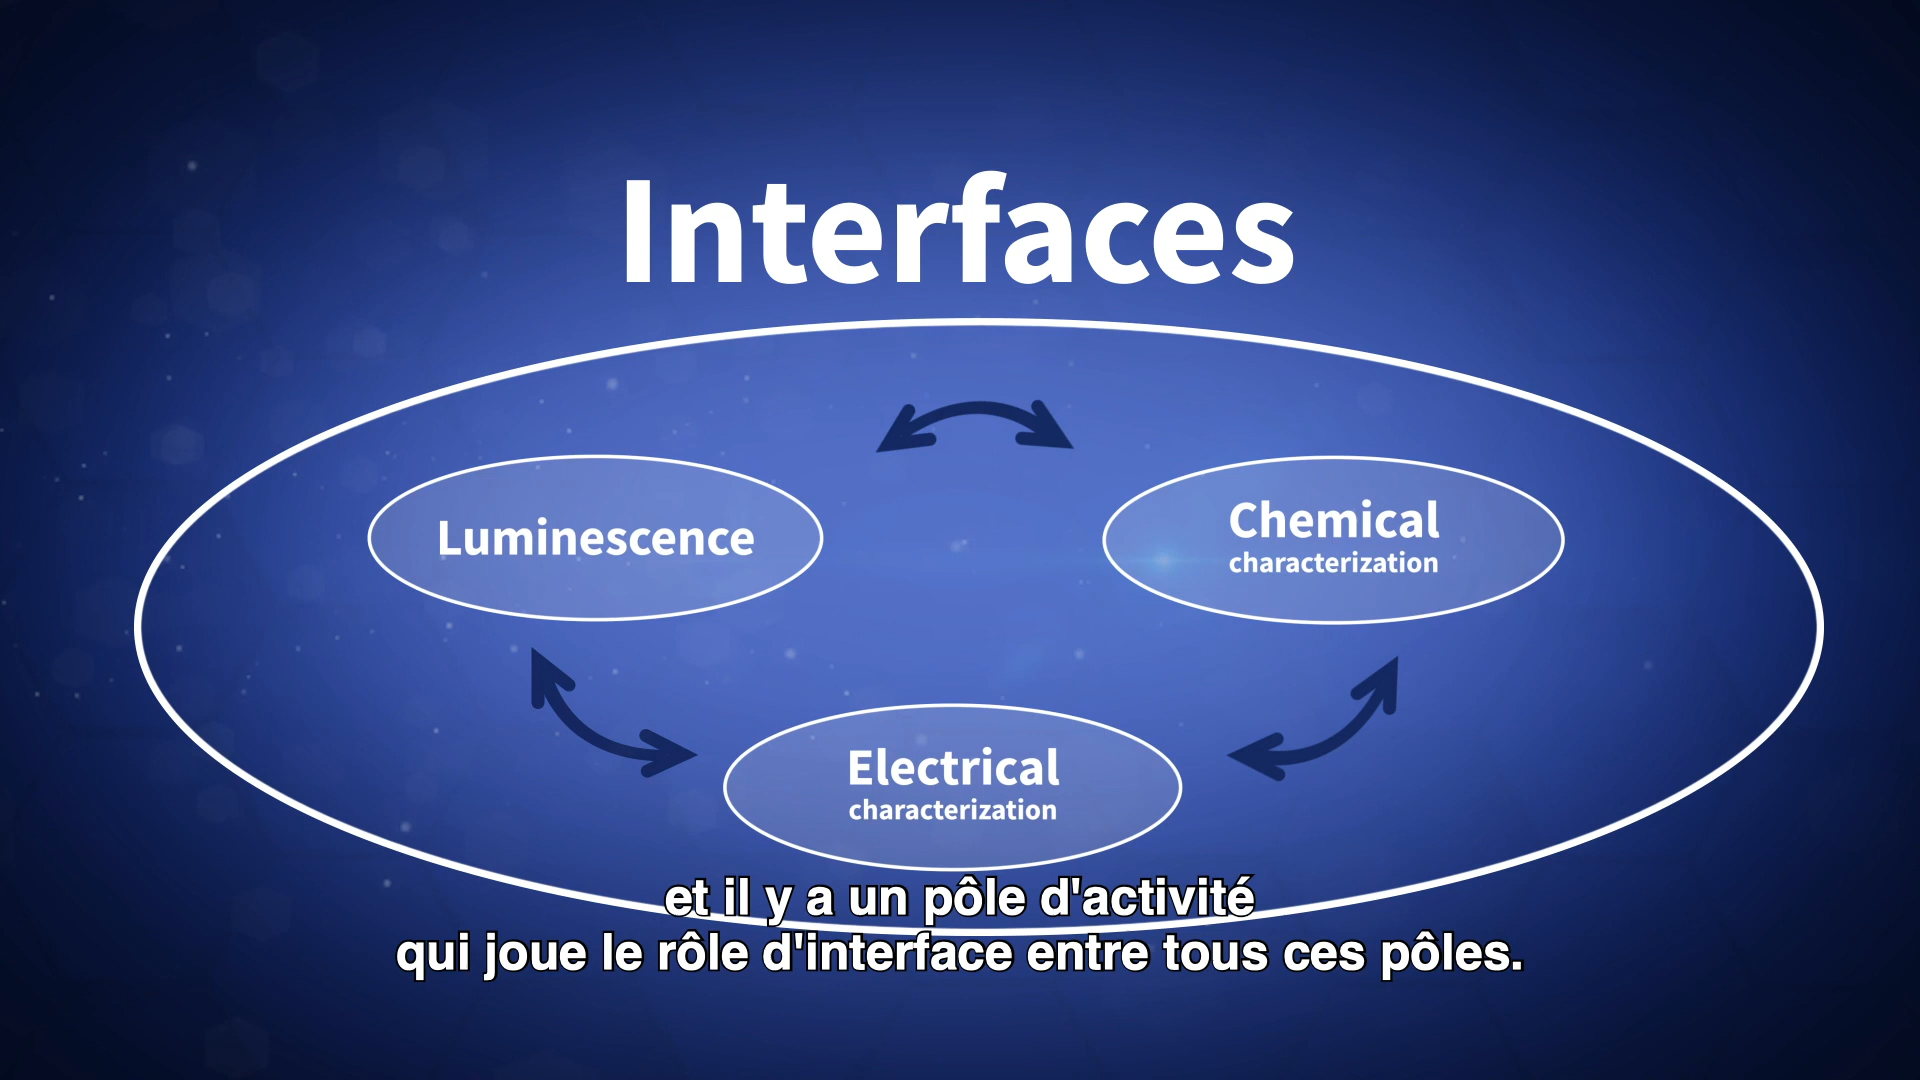 Interfaces
Luminescence
Chemical
characterization
Electrical
characterization
et il y a un pôle d'activité
qui joue le rôle d'interface entre tous ces pôles.